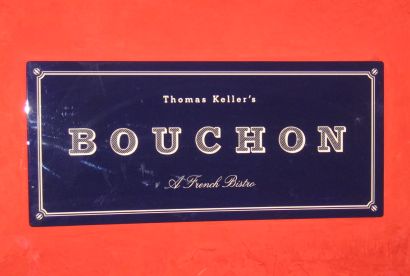 Thomas Keller's
BOUCHON
A French Bistro